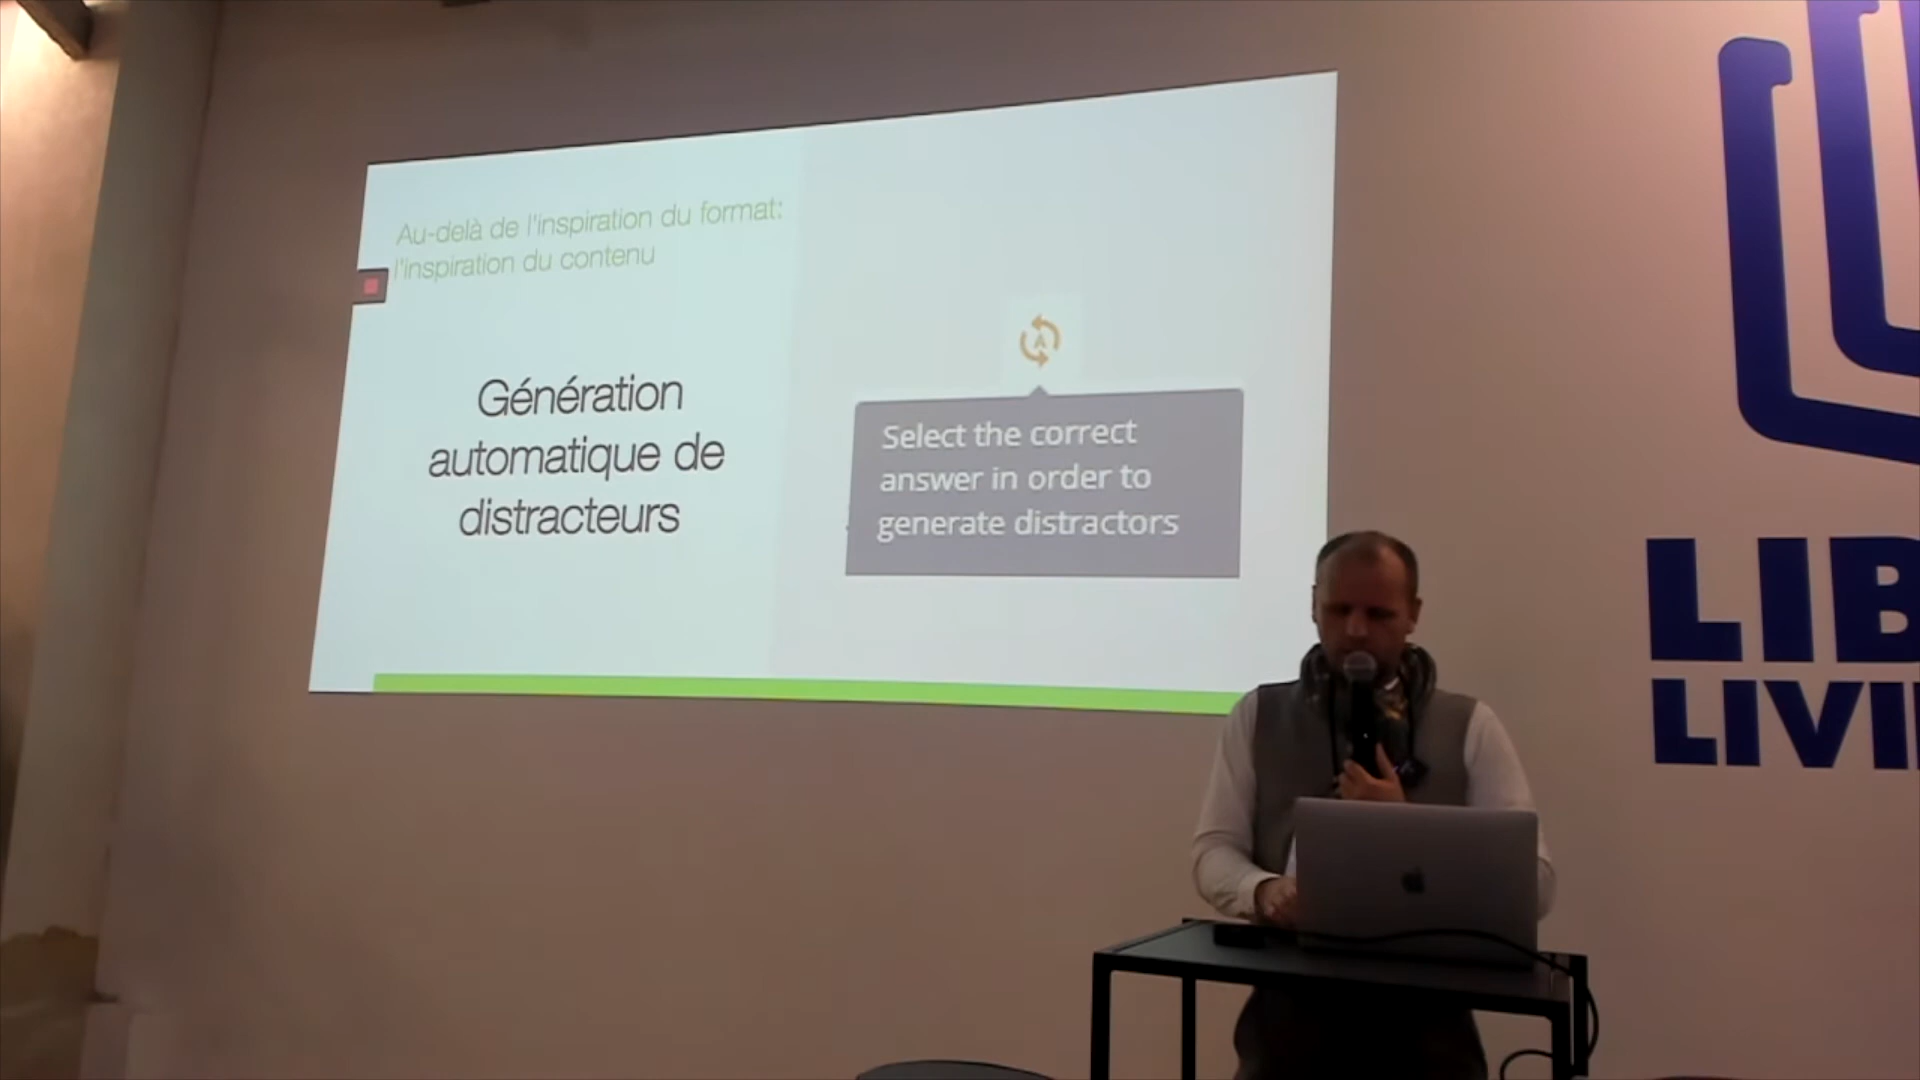 Au-delà de l'inspiration du format:
l'inspiration du contenu
Génération
automatique de
distracteurs
A
Select the correct
answer in order to
generate distractors
LIB
LIVI